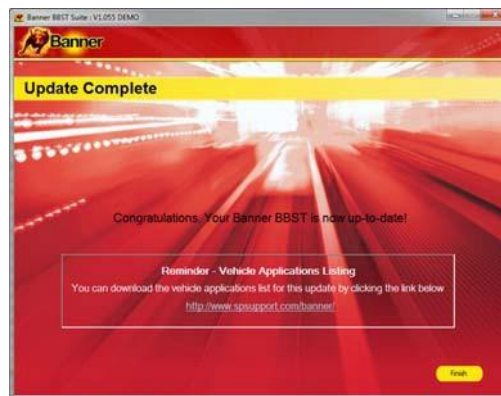 Banner BBST Suite : V1.055 DEMO
Banner
Update Complete
Congratulations. Your Banner BBST is now up-to-date!
Reminder - Vehicle Applications Listing
You can download the vehicle applications list for this update by clicking the link below
http://www.spsupport.com/banner/
Finish